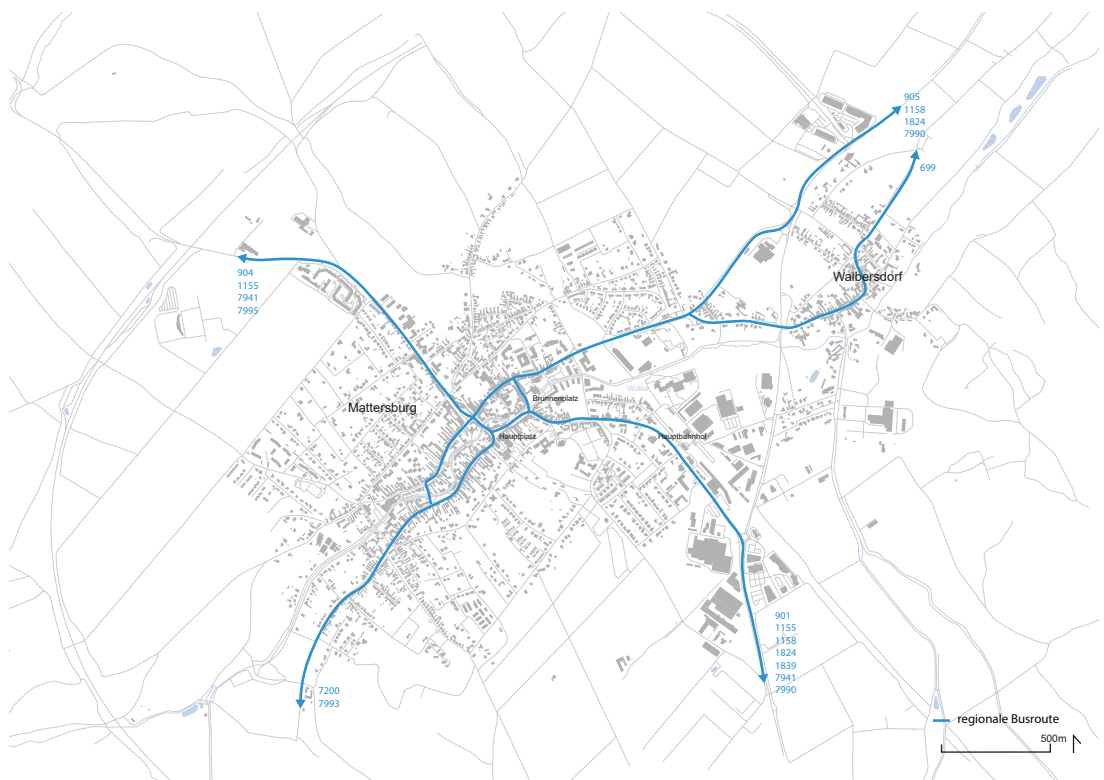 905
1158
1824
7990
699
Walbersdorf
904
1155
7941
7995
Wulka
Brunnenplatz
Mattersburg
Hauptplatz
Hauptbahnhof
901
1155
1158
1824
1839
7941
7990
7200
7993
regionale Busroute
500m